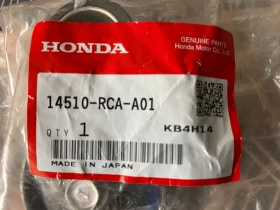 HONDA
GENUINE PARTS
Honda Motor Co., Ltd.
14510-RCA-A01
QTY 1
KB4H14
MADE IN JAPAN